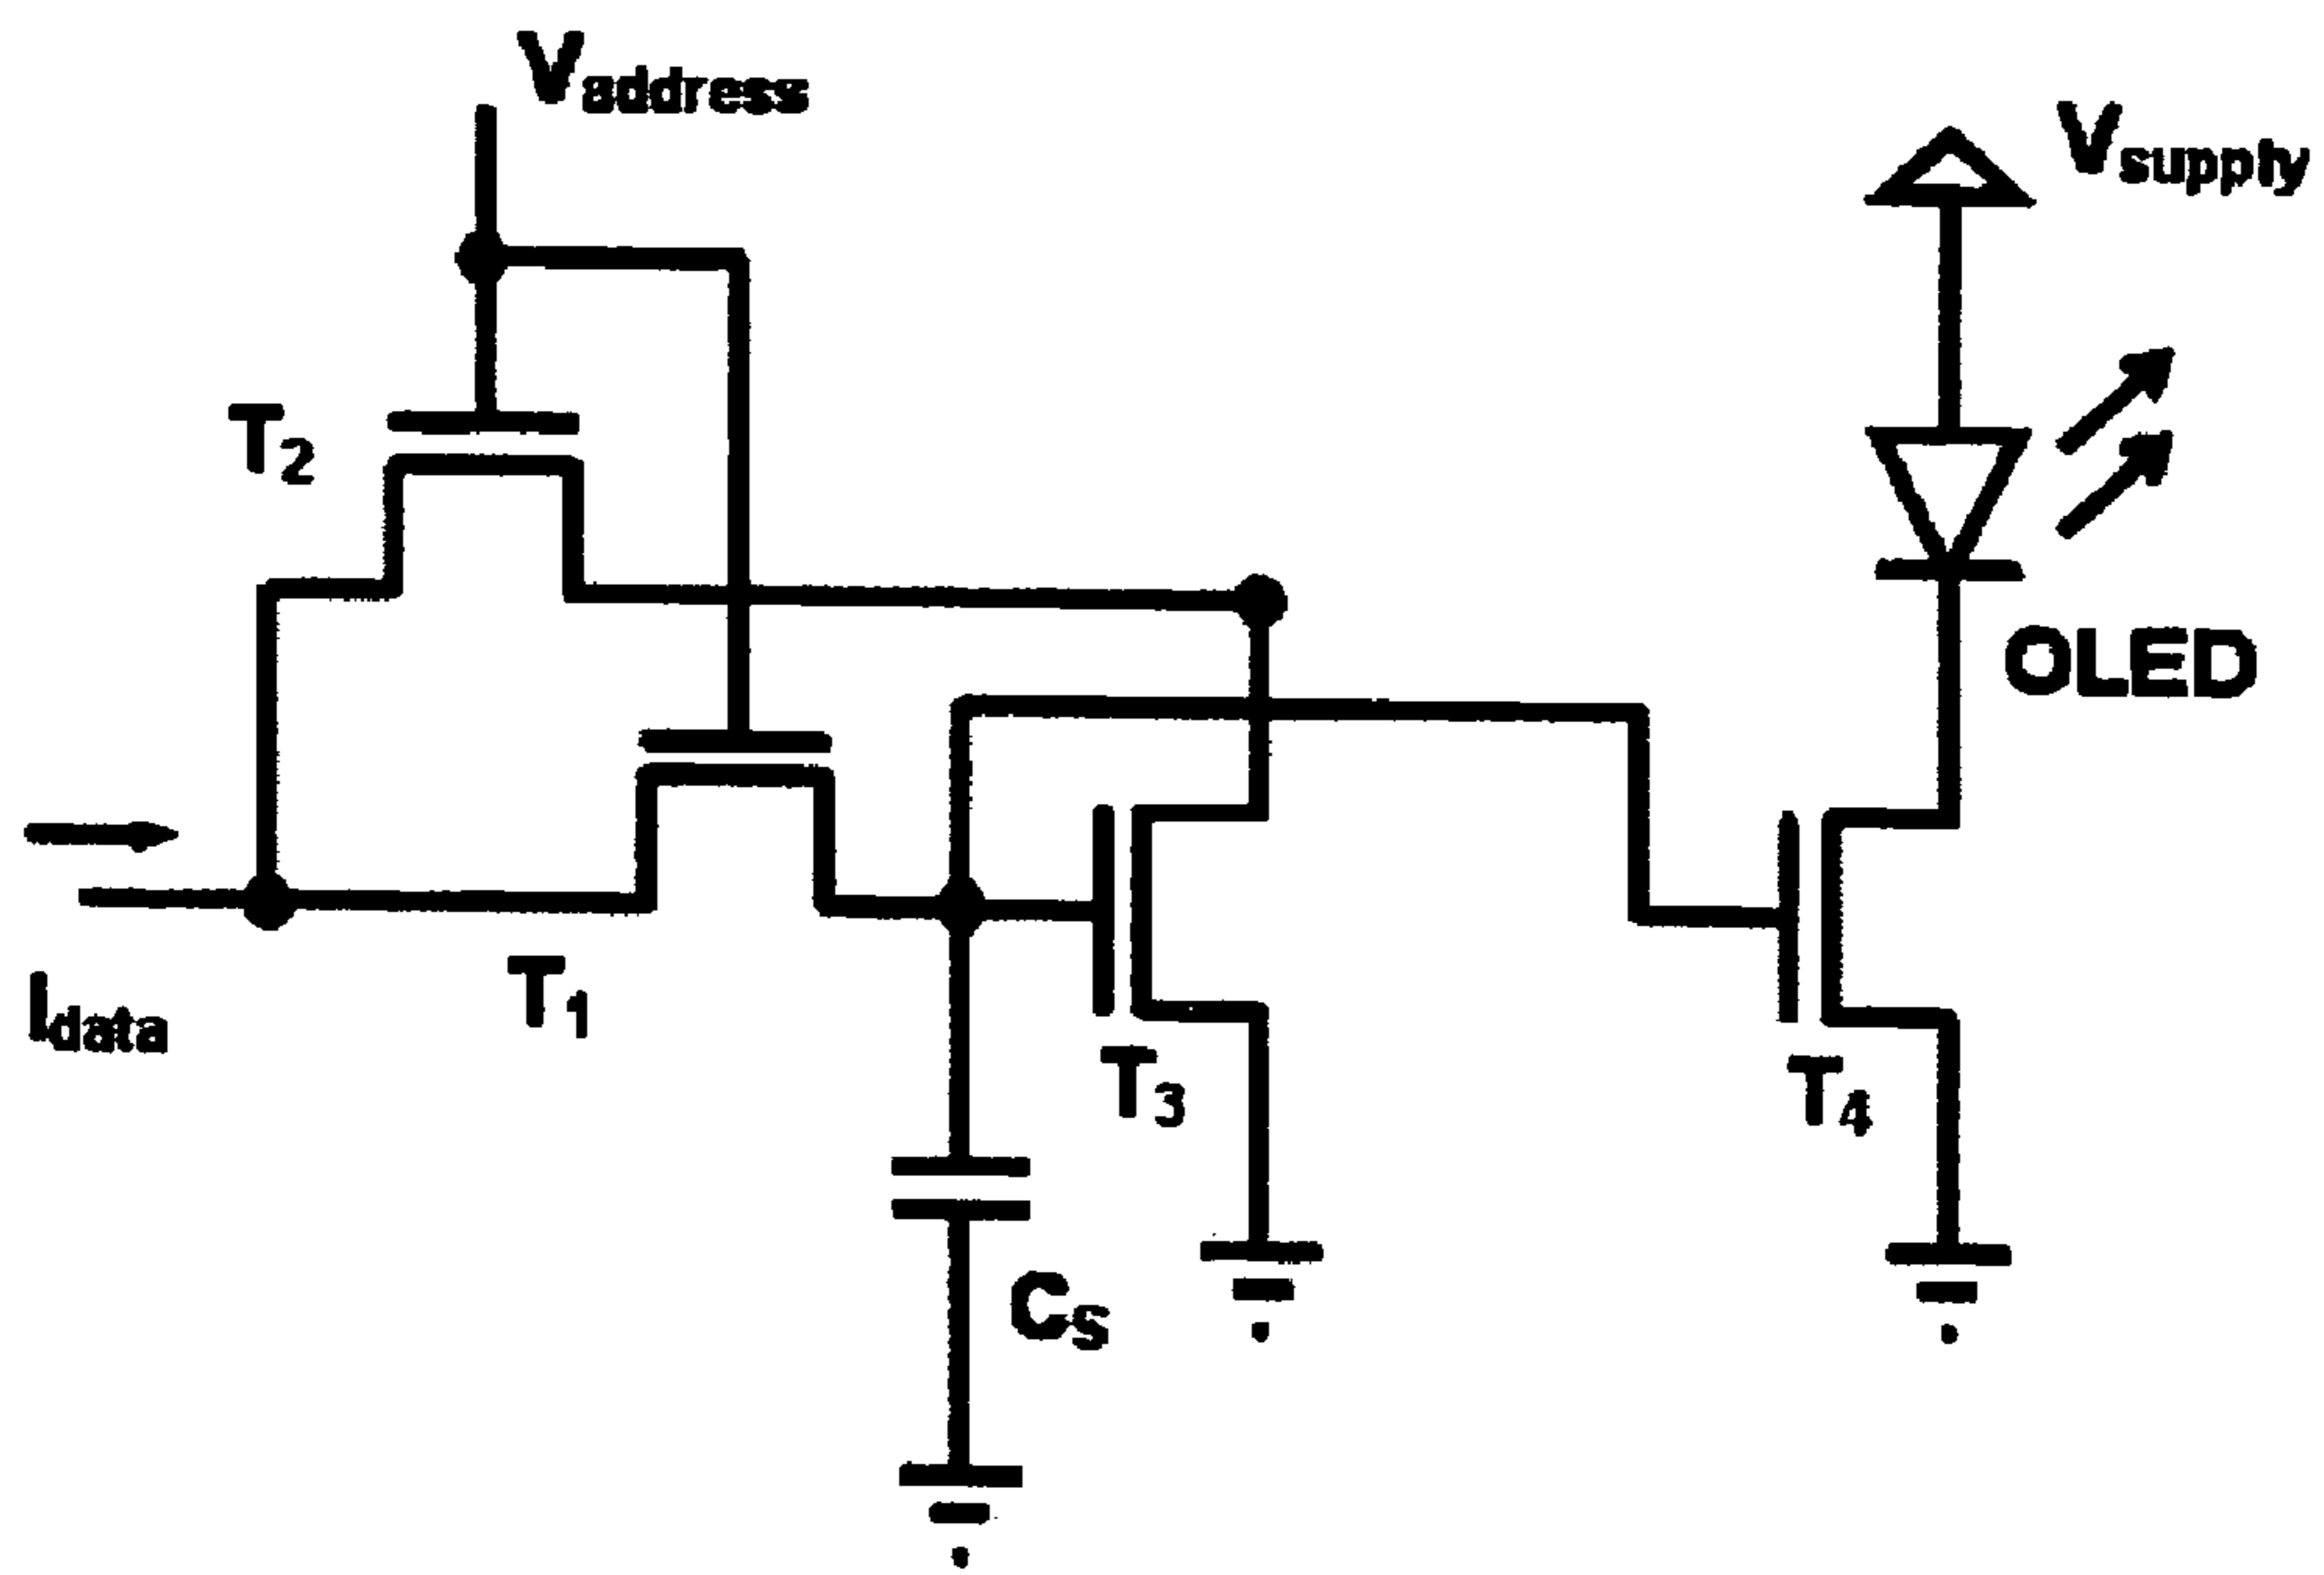 Vaddress
Vsupply
T2
OLED
Idata
T1
T3
T4
Cs